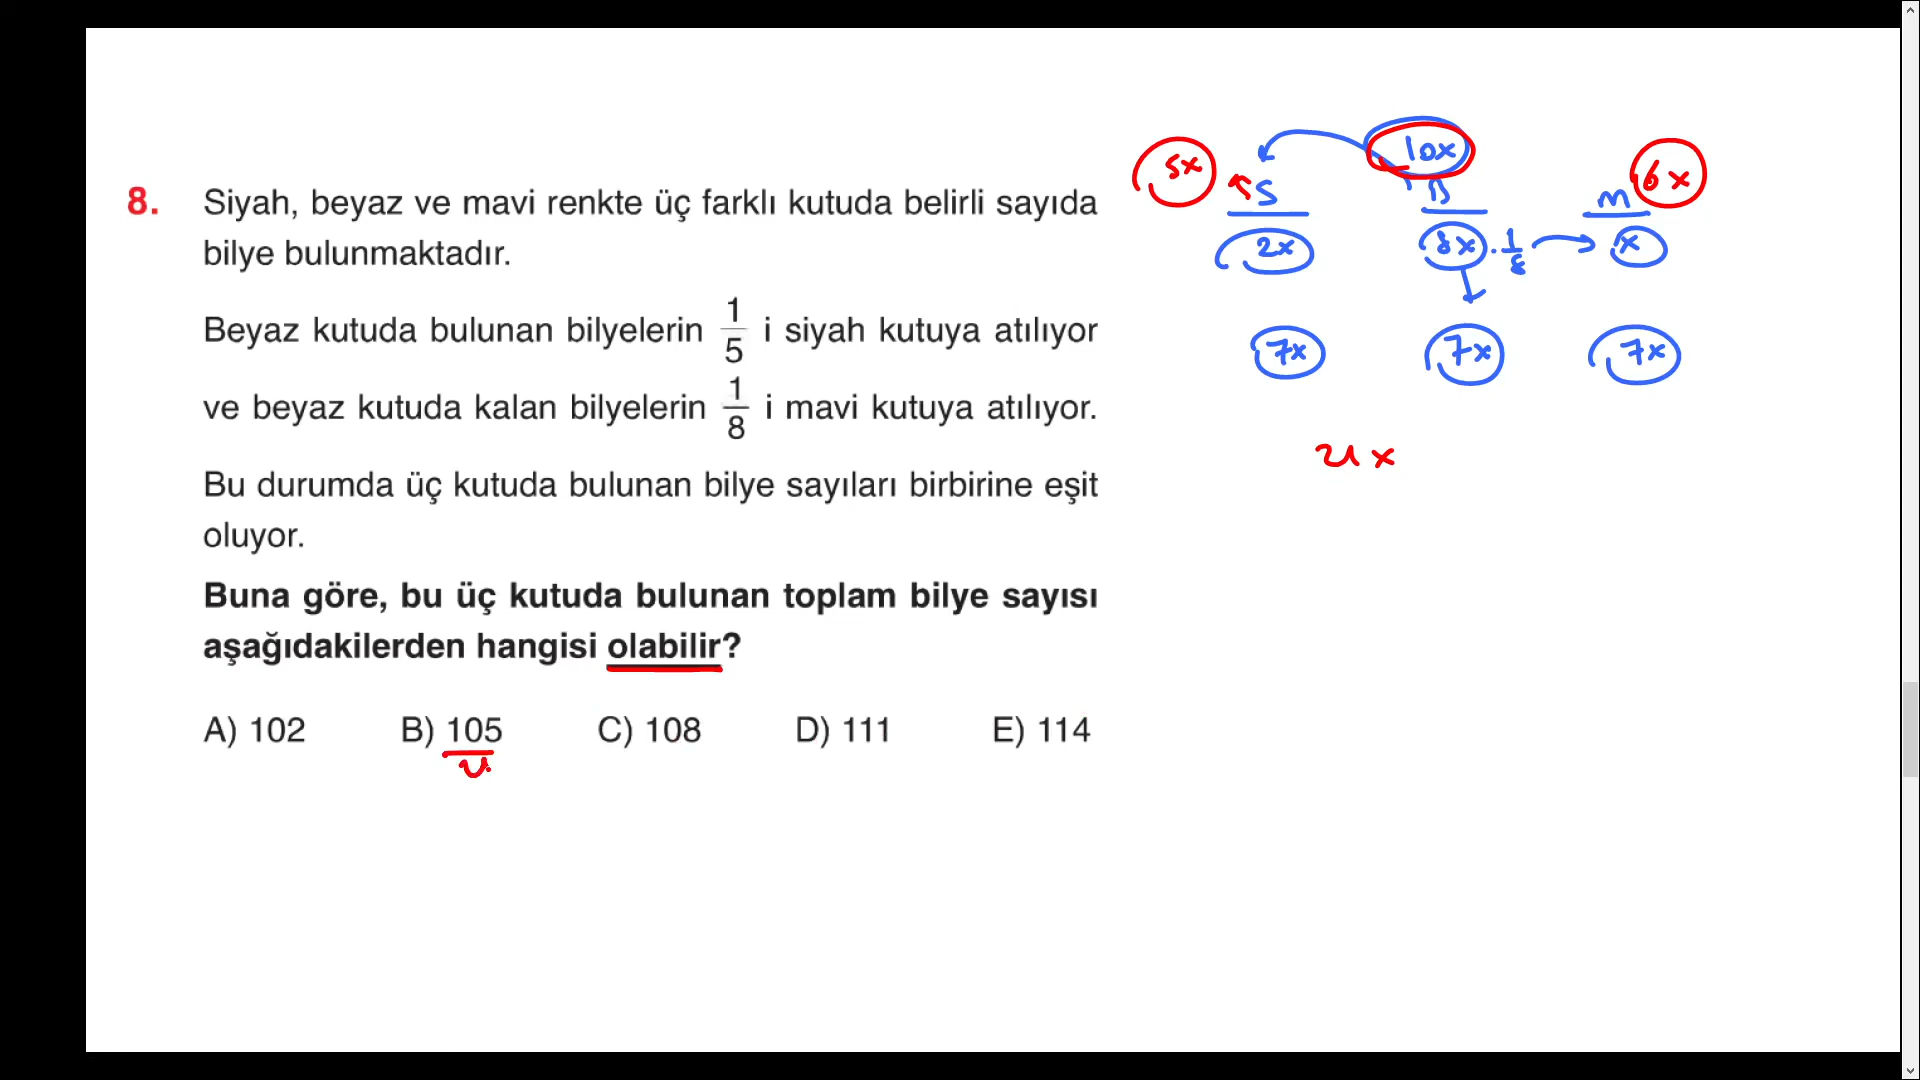 8. Siyah, beyaz ve mavi renkte üç farklı kutuda belirli sayıda
bilye bulunmaktadır.
Beyaz kutuda bulunan bilyelerin 1/5 i siyah kutuya atılıyor
ve beyaz kutuda kalan bilyelerin 1/8 i mavi kutuya atılıyor.
Bu durumda üç kutuda bulunan bilye sayıları birbirine eşit
oluyor.
Buna göre, bu üç kutuda bulunan toplam bilye sayısı
aşağıdakilerden hangisi olabilir?
A) 102 B) 105 C) 108 D) 111 E) 114
5x 10x 6x
S B m
2x 8x . 1/8 x
7x 7x 7x
21 x